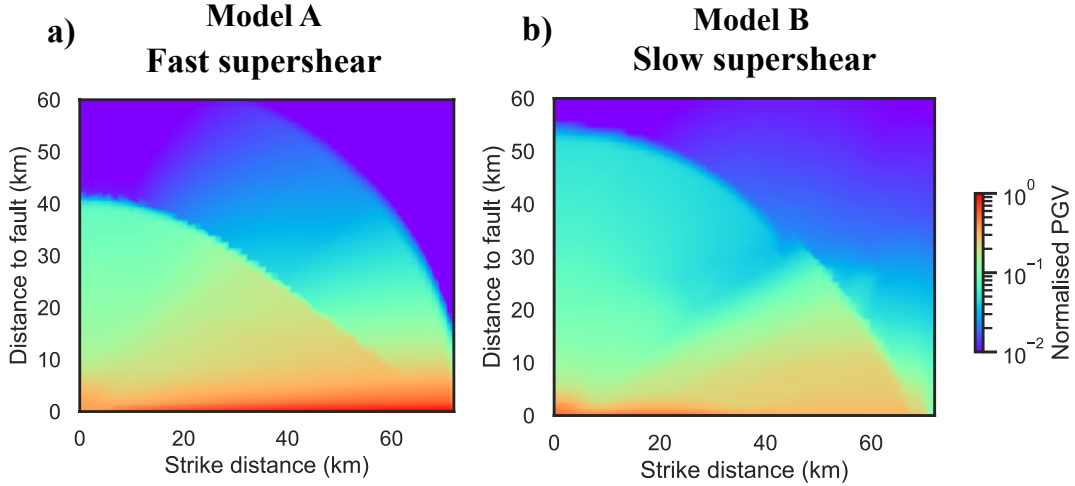 a)
Model A
Fast supershear
60
50
40
30
20
10
0
0 20 40 60
Distance to fault (km)
Strike distance (km)
b)
Model B
Slow supershear
60
50
40
30
20
10
0
0 20 40 60
Distance to fault (km)
Strike distance (km)
10^0
10^-1
10^-2
Normalised PGV